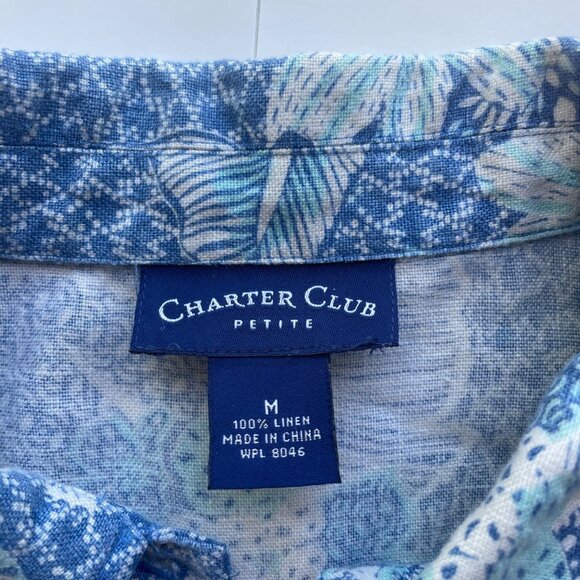 CHARTER CLUB
PETITE
M
100% LINEN
MADE IN CHINA
WPL 8046